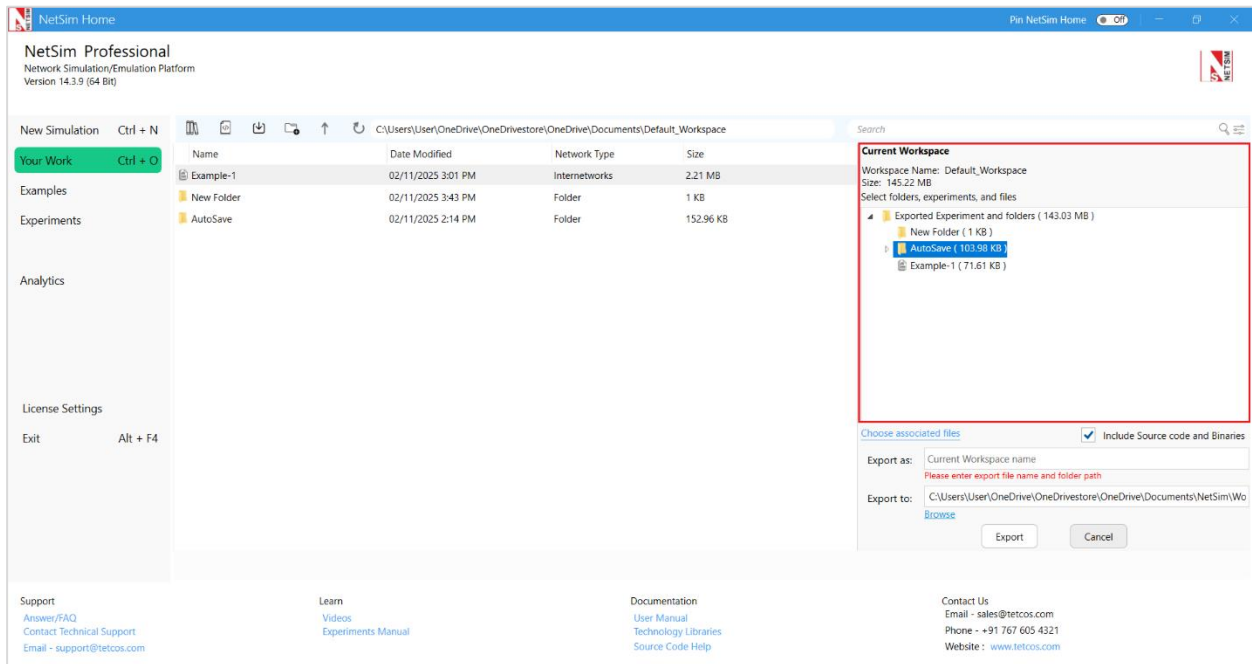 NetSim Home
Pin NetSim Home Off
NetSim Professional
Network Simulation/Emulation Platform
Version 14.3.9 (64 Bit)
NETSIM
New Simulation Ctrl + N
Your Work Ctrl + O
Examples
Experiments
Analytics
License Settings
Exit Alt + F4
C:\Users\User\OneDrive\OneDrivestore\OneDrive\Documents\Default_Workspace
Name Date Modified Network Type Size
Example-1 02/11/2025 3:01 PM Internetworks 2.21 MB
New Folder 02/11/2025 3:43 PM Folder 1 KB
AutoSave 02/11/2025 2:14 PM Folder 152.96 KB
Search
Current Workspace
Workspace Name: Default_Workspace
Size: 145.22 MB
Select folders, experiments, and files
Exported Experiment and folders ( 143.03 MB )
New Folder ( 1 KB )
AutoSave ( 103.98 KB )
Example-1 ( 71.61 KB )
Choose associated files Include Source code and Binaries
Export as: Current Workspace name
Please enter export file name and folder path
Export to: C:\Users\User\OneDrive\OneDrivestore\OneDrive\Documents\NetSim\Wo
Browse
Export Cancel
Support
Answer/FAQ
Contact Technical Support
Email - support@tetcos.com
Learn
Videos
Experiments Manual
Documentation
User Manual
Technology Libraries
Source Code Help
Contact Us
Email - sales@tetcos.com
Phone - +91 767 605 4321
Website : www.tetcos.com